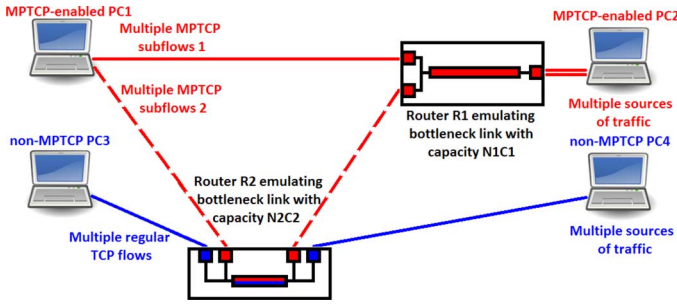 MPTCP-enabled PC1
Multiple MPTCP
subflows 1
Multiple MPTCP
subflows 2
MPTCP-enabled PC2
Multiple sources
of traffic
Router R1 emulating
bottleneck link with
capacity N1C1
non-MPTCP PC3
non-MPTCP PC4
Router R2 emulating
bottleneck link with
capacity N2C2
Multiple regular
TCP flows
Multiple sources
of traffic